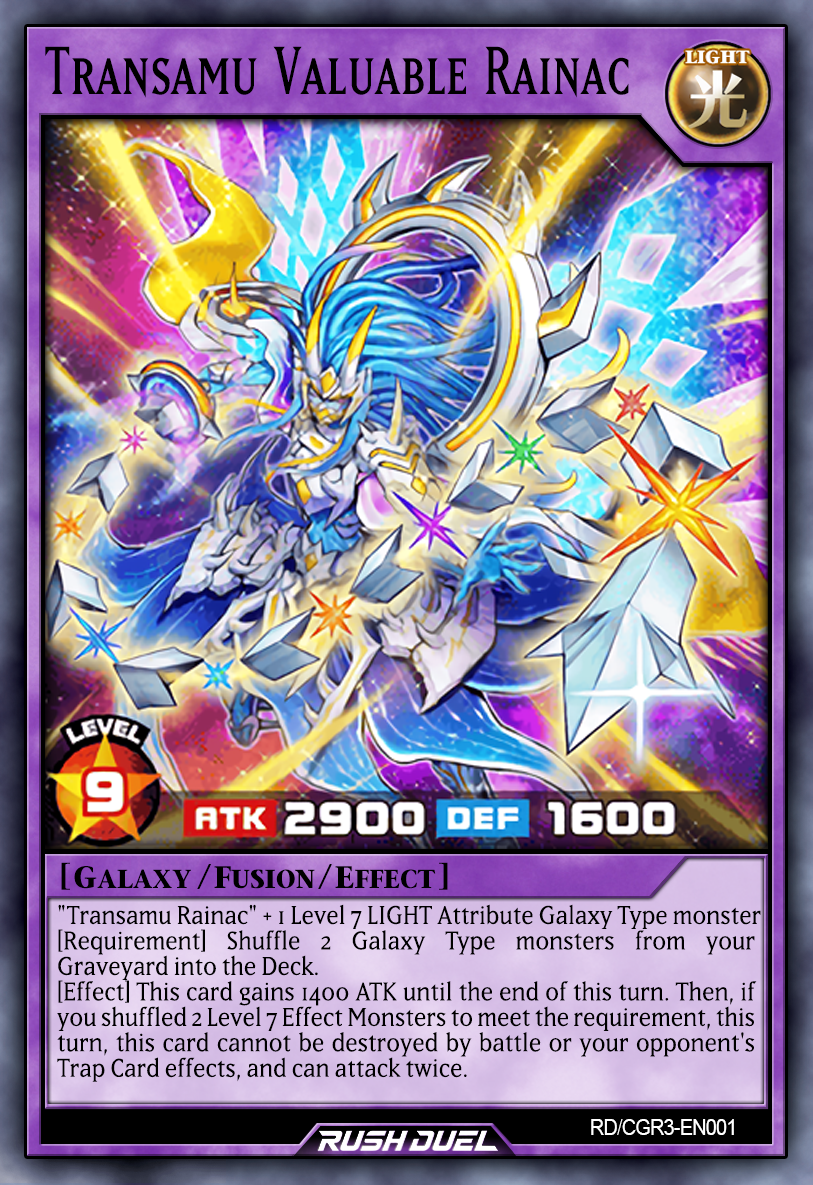 Transamu Valuable Rainac
LIGHT
光
LEVEL
9
ATK 2900 DEF 1600
[Galaxy/Fusion/Effect]
"Transamu Rainac" + 1 Level 7 LIGHT Attribute Galaxy Type monster
[Requirement] Shuffle 2 Galaxy Type monsters from your
Graveyard into the Deck.
[Effect] This card gains 1400 ATK until the end of this turn. Then, if
you shuffled 2 Level 7 Effect Monsters to meet the requirement, this
turn, this card cannot be destroyed by battle or your opponent's
Trap Card effects, and can attack twice.
RD/CGR3-EN001
RUSH DUEL